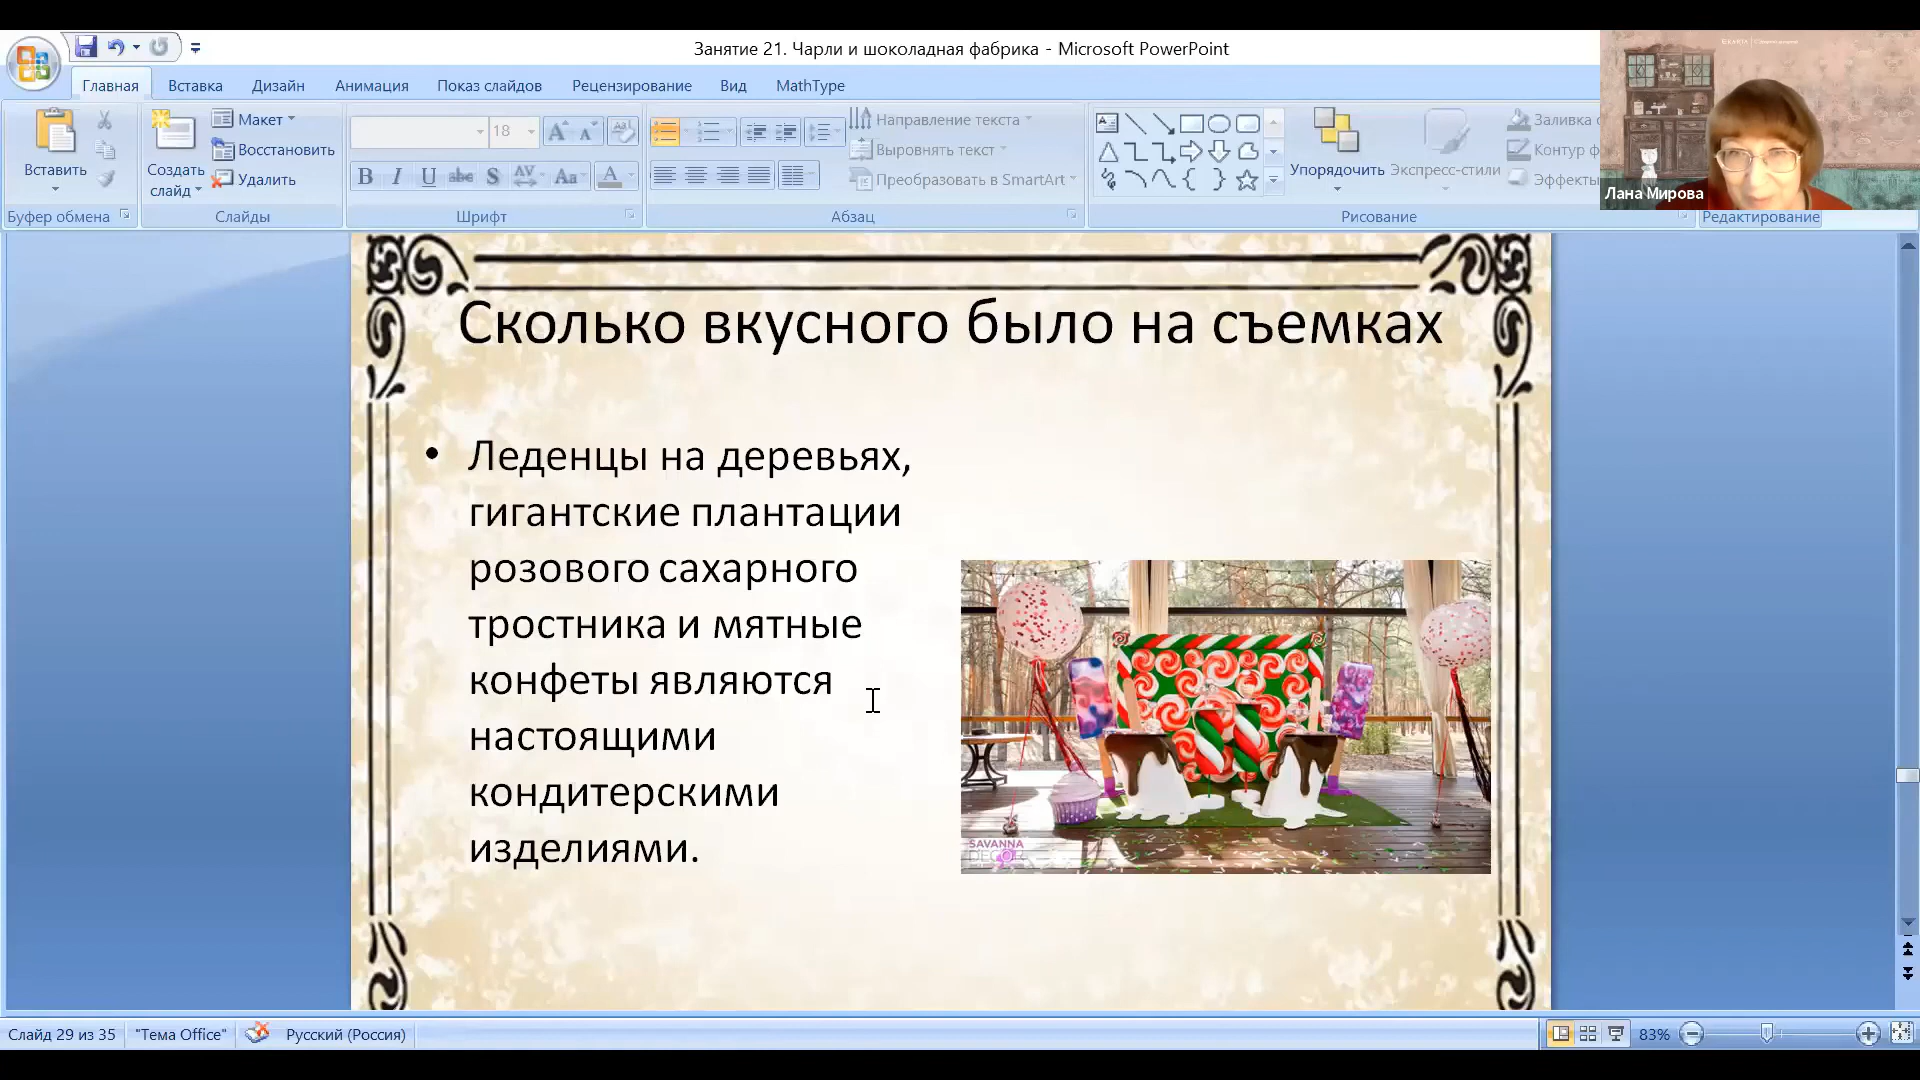 Занятие 21. Чарли и шоколадная фабрика - Microsoft PowerPoint
Главная Вставка Дизайн Анимация Показ слайдов Рецензирование Вид MathType
Вставить
Буфер обмена
Создать слайд
Макет
Восстановить
Удалить
Слайды
18
Шрифт
Абзац
Направление текста
Выровнять текст
Преобразовать в SmartArt
Упорядочить
Экспресс-стили
Заливка
Контур ф
Эффекты
Рисование
Редактирование
Лана Мирова
Сколько вкусного было на съемках
• Леденцы на деревьях,
гигантские плантации
розового сахарного
тростника и мятные
конфеты являются
настоящими
кондитерскими
изделиями.
SAVANNA
DECOR
Слайд 29 из 35 "Тема Office" Русский (Россия) 83%